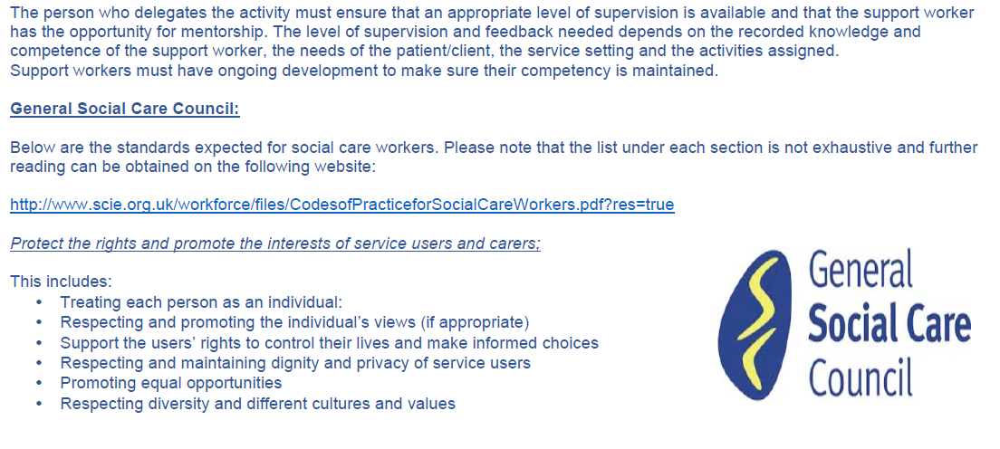 The person who delegates the activity must ensure that an appropriate level of supervision is available and that the support worker
has the opportunity for mentorship. The level of supervision and feedback needed depends on the recorded knowledge and
competence of the support worker, the needs of the patient/client, the service setting and the activities assigned.
Support workers must have ongoing development to make sure their competency is maintained.
General Social Care Council:
Below are the standards expected for social care workers. Please note that the list under each section is not exhaustive and further
reading can be obtained on the following website:
http://www.scie.org.uk/workforce/files/CodesofPracticeforSocialCareWorkers.pdf?res=true
Protect the rights and promote the interests of service users and carers;
This includes:
• Treating each person as an individual:
• Respecting and promoting the individual's views (if appropriate)
• Support the users' rights to control their lives and make informed choices
• Respecting and maintaining dignity and privacy of service users
• Promoting equal opportunities
• Respecting diversity and different cultures and values
General
Social Care
Council